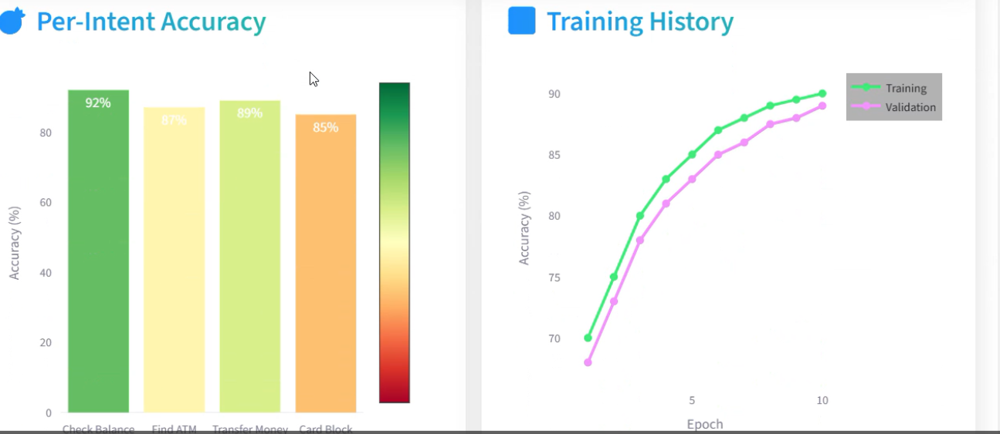 Per-Intent Accuracy
92%
87%
89%
85%
80
60
40
20
0
Accuracy (%)
Check Balance
Find ATM
Transfer Money
Card Block
Training History
Training
Validation
90
85
80
75
70
Accuracy (%)
5
10
Epoch